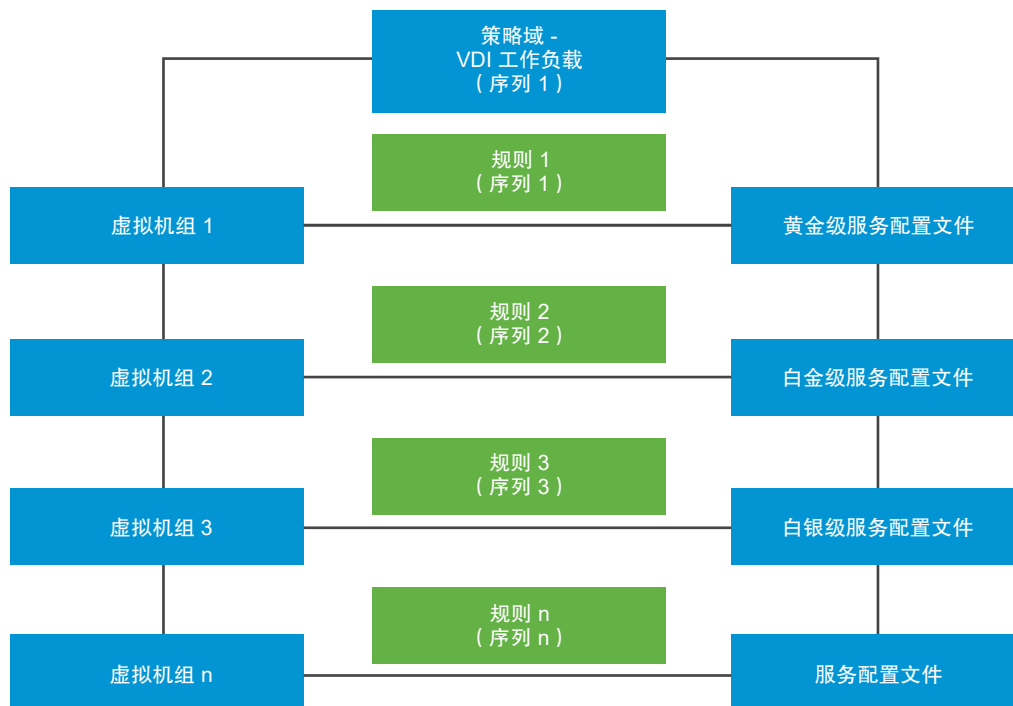 策略域 -
VDI 工作负载
（序列 1）
规则 1
（序列 1）
虚拟机组 1
黄金级服务配置文件
规则 2
（序列 2）
虚拟机组 2
白金级服务配置文件
规则 3
（序列 3）
虚拟机组 3
白银级服务配置文件
规则 n
（序列 n）
虚拟机组 n
服务配置文件